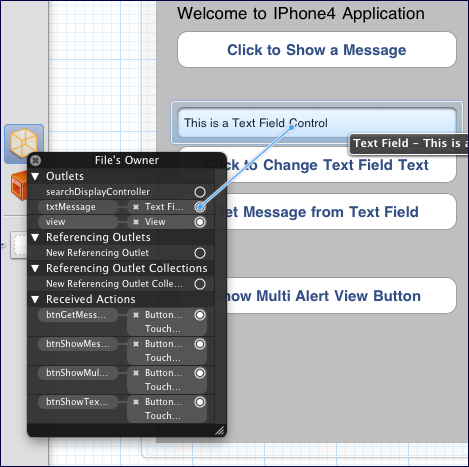 Welcome to IPhone4 Application
Click to Show a Message
This is a Text Field Control
Text Field - This is a
to Change Text Field Text
Message from Text Field
Show Multi Alert View Button
File's Owner
Outlets
searchDisplayController
txtMessage Text Fi...
view View
Referencing Outlets
New Referencing Outlet
Referencing Outlet Collections
New Referencing Outlet Colle...
Received Actions
btnGetMess... Button...
Touch...
btnShowMes... Button...
Touch...
btnShowMul... Button...
Touch...
btnShowTex... Button...
Touch...